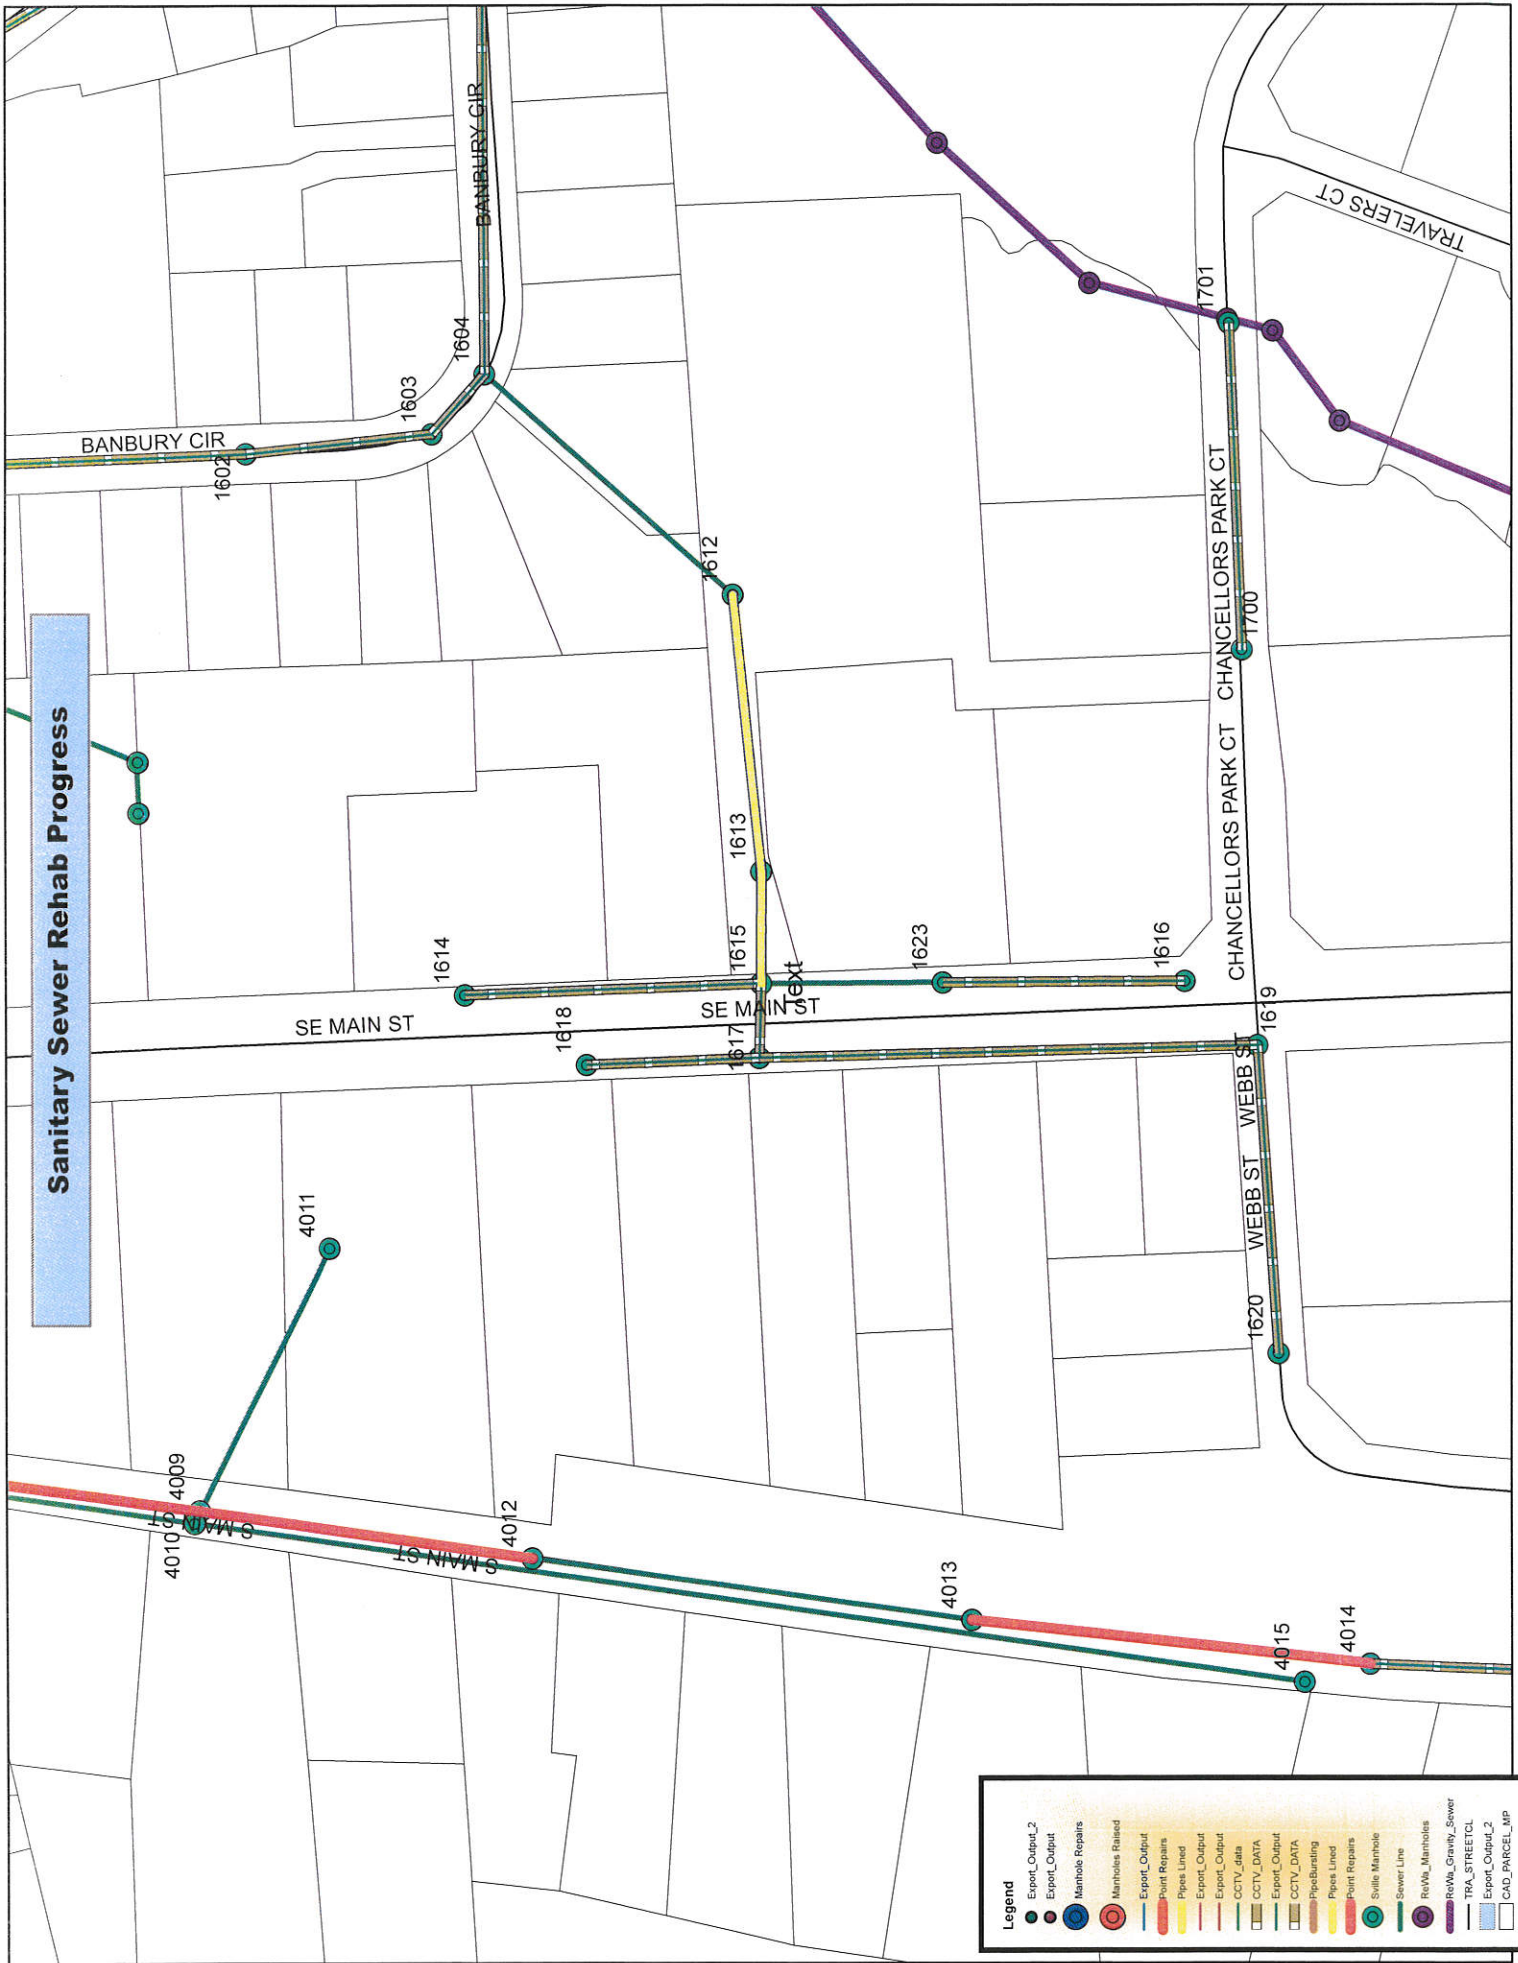 Sanitary Sewer Rehab Progress
BANBURY CIR
BANBURY CIR
1602
1603
1604
1612
1613
1614
1615
Text
1618
1617
SE MAIN ST
SE MAIN ST
1623
1616
1619
CHANCELLORS PARK CT
CHANCELLORS PARK CT
1700
1701
TRAVELERS CT
WEBB ST
WEBB ST
1620
4011
4009
4010
S MAIN ST
S MAIN ST
4012
4013
4014
4015
Legend
Export_Output_2
Export_Output
Manhole Repairs
Manholes Raised
Export_Output
Point Repairs
Pipes Lined
Export_Output
Export_Output
CCTV_data
CCTV_DATA
Export_Output
CCTV_DATA
PipeBursting
Pipes Lined
Point Repairs
Sville Manhole
Sewer Line
ReWa_Manholes
ReWa_Gravity_Sewer
TRA_STREETCL
Export_Output_2
CAD_PARCEL_MP